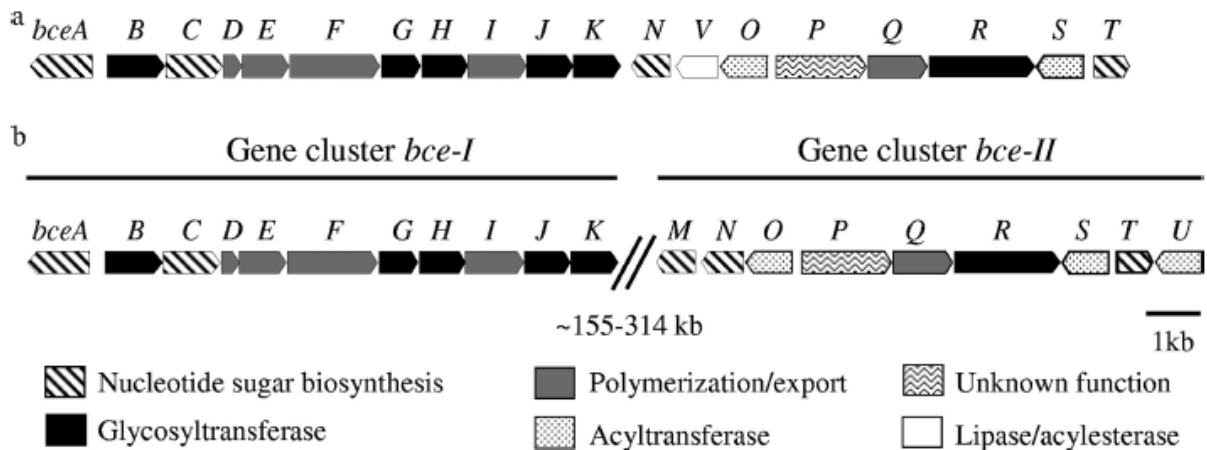 a
bceA B C D E F G H I J K N V O P Q R S T
b
Gene cluster bce-I Gene cluster bce-II
bceA B C D E F G H I J K M N O P Q R S T U
~155-314 kb
1kb
Nucleotide sugar biosynthesis Polymerization/export Unknown function
Glycosyltransferase Acyltransferase Lipase/acylesterase